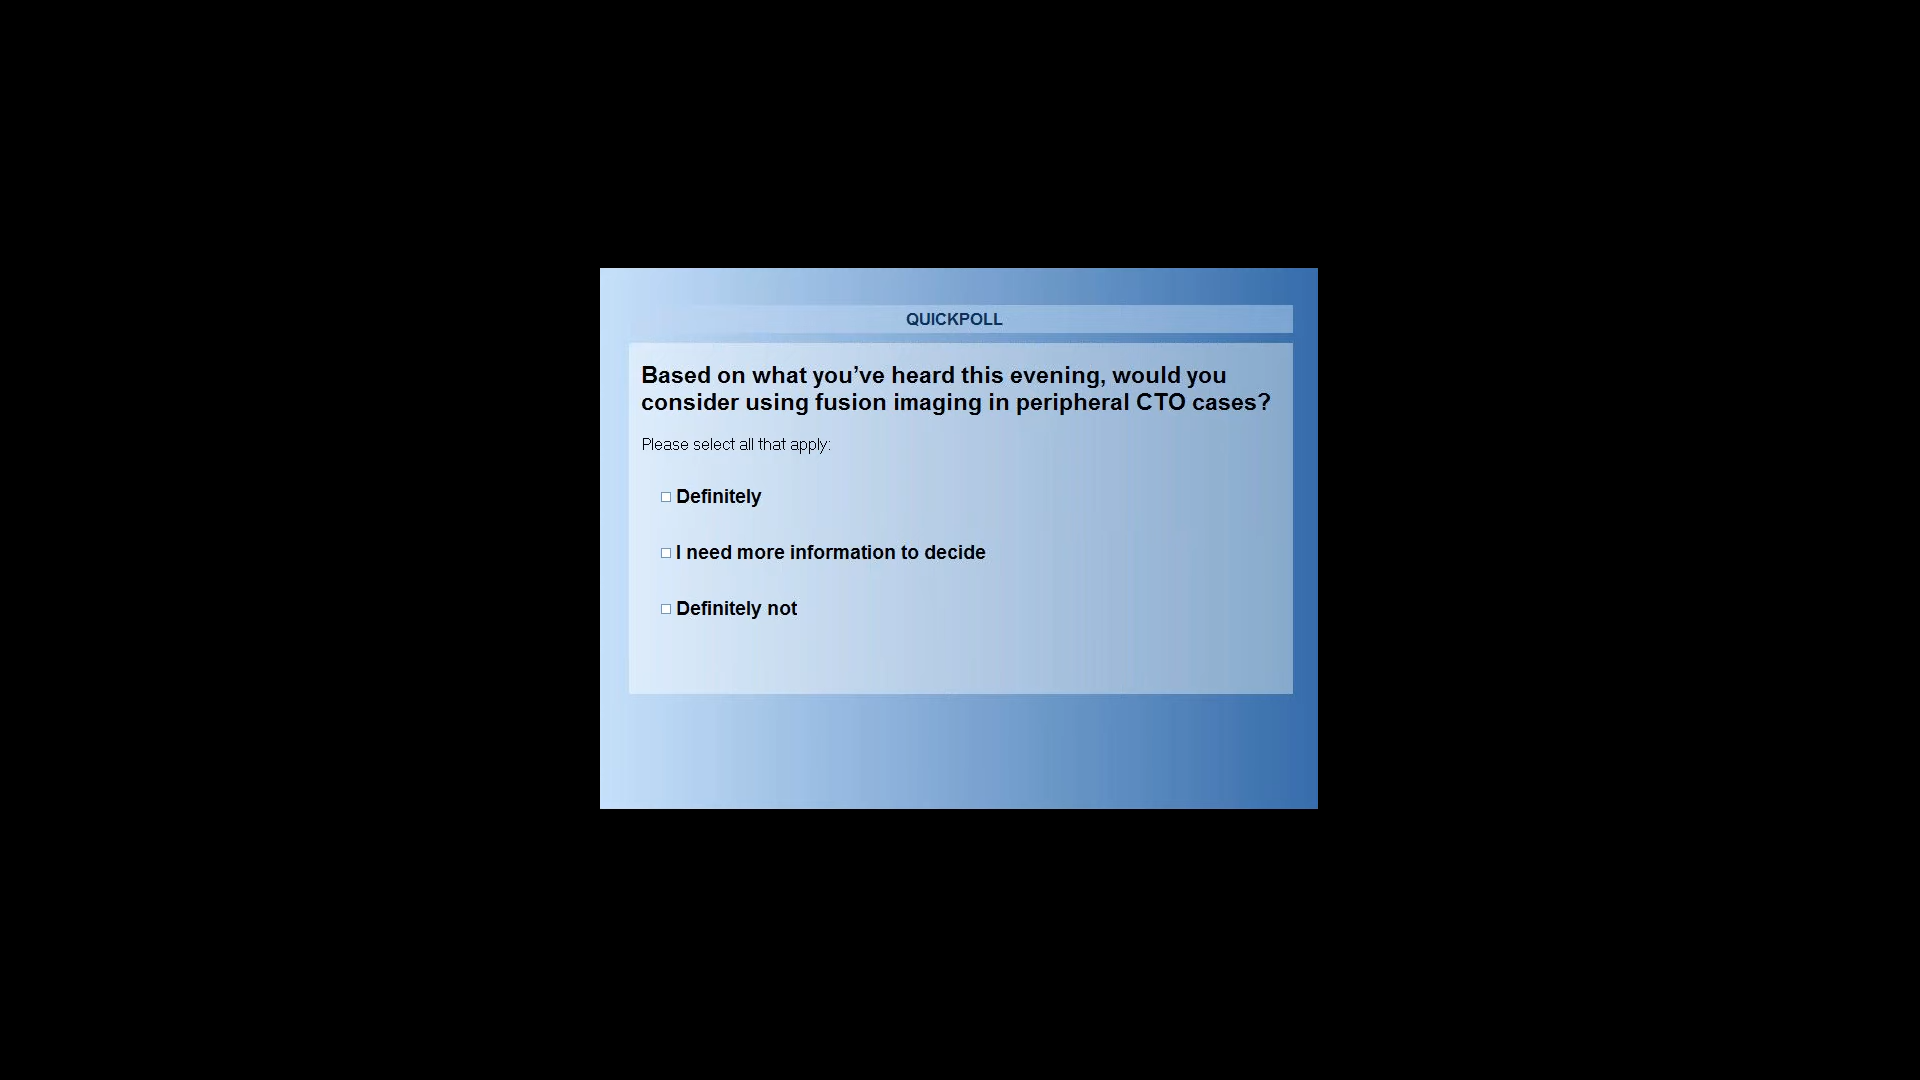 QUICKPOLL
Based on what you’ve heard this evening, would you
consider using fusion imaging in peripheral CTO cases?
Please select all that apply:
Definitely
I need more information to decide
Definitely not